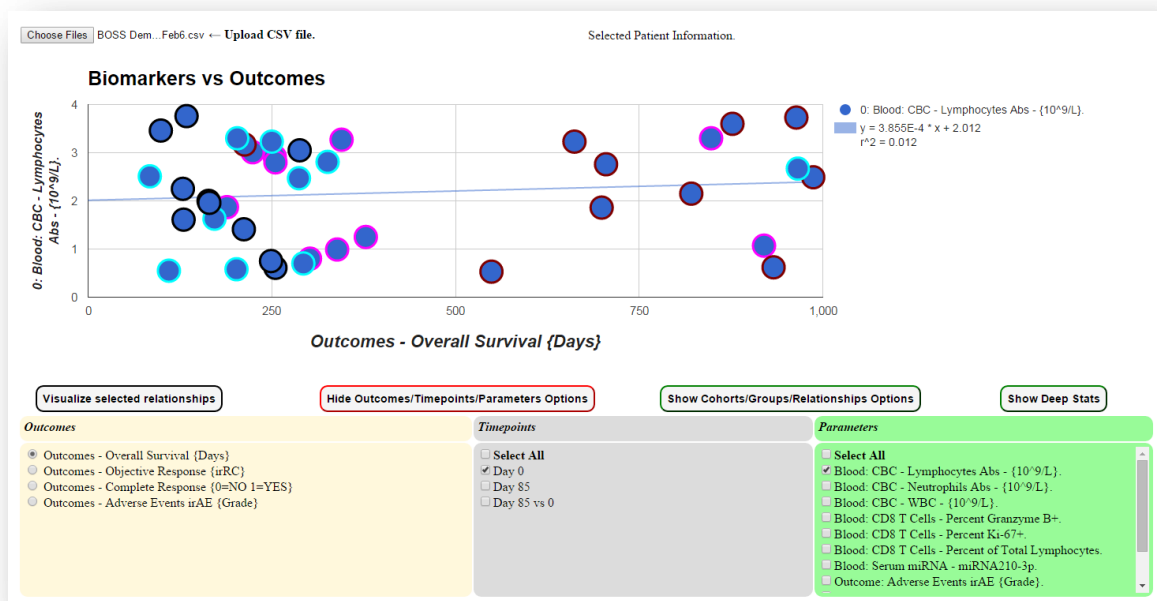 Choose Files BOSS Dem...Feb6.csv ← Upload CSV file.
Selected Patient Information.
Biomarkers vs Outcomes
0: Blood: CBC - Lymphocytes
Abs - {10^9/L}.
4
3
2
1
0
0 250 500 750 1,000
Outcomes - Overall Survival {Days}
0: Blood: CBC - Lymphocytes Abs - {10^9/L}.
y = 3.855E-4 * x + 2.012
r^2 = 0.012
Visualize selected relationships
Hide Outcomes/Timepoints/Parameters Options
Show Cohorts/Groups/Relationships Options
Show Deep Stats
Outcomes
Outcomes - Overall Survival {Days}
Outcomes - Objective Response {irRC}
Outcomes - Complete Response {0=NO 1=YES}
Outcomes - Adverse Events irAE {Grade}
Timepoints
Select All
Day 0
Day 85
Day 85 vs 0
Parameters
Select All
Blood: CBC - Lymphocytes Abs - {10^9/L}.
Blood: CBC - Neutrophils Abs - {10^9/L}.
Blood: CBC - WBC - {10^9/L}.
Blood: CD8 T Cells - Percent Granzyme B+.
Blood: CD8 T Cells - Percent Ki-67+.
Blood: CD8 T Cells - Percent of Total Lymphocytes.
Blood: Serum miRNA - miRNA210-3p.
Outcome: Adverse Events irAE {Grade}.